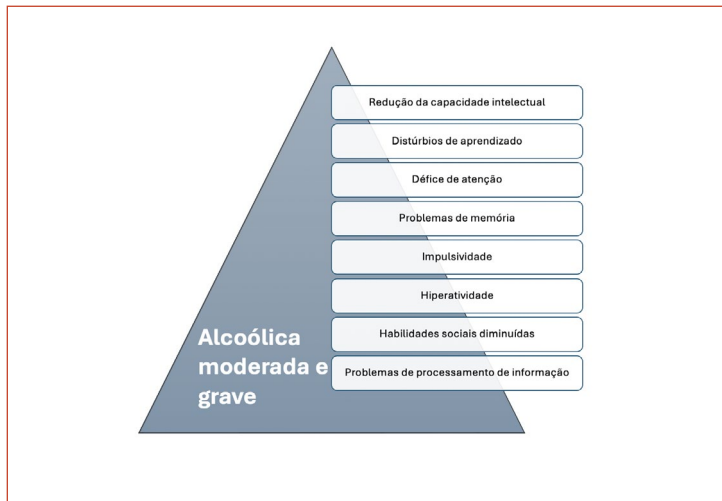 Redução da capacidade intelectual
Distúrbios de aprendizado
Défice de atenção
Problemas de memória
Impulsividade
Hiperatividade
Habilidades sociais diminuídas
Problemas de processamento de informação
Alcoólica
moderada e
grave